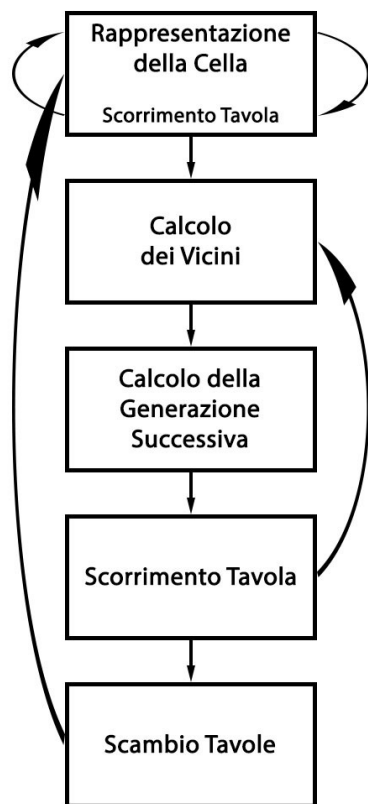 Rappresentazione
della Cella
Scorrimento Tavola
Calcolo
dei Vicini
Calcolo della
Generazione
Successiva
Scorrimento Tavola
Scambio Tavole